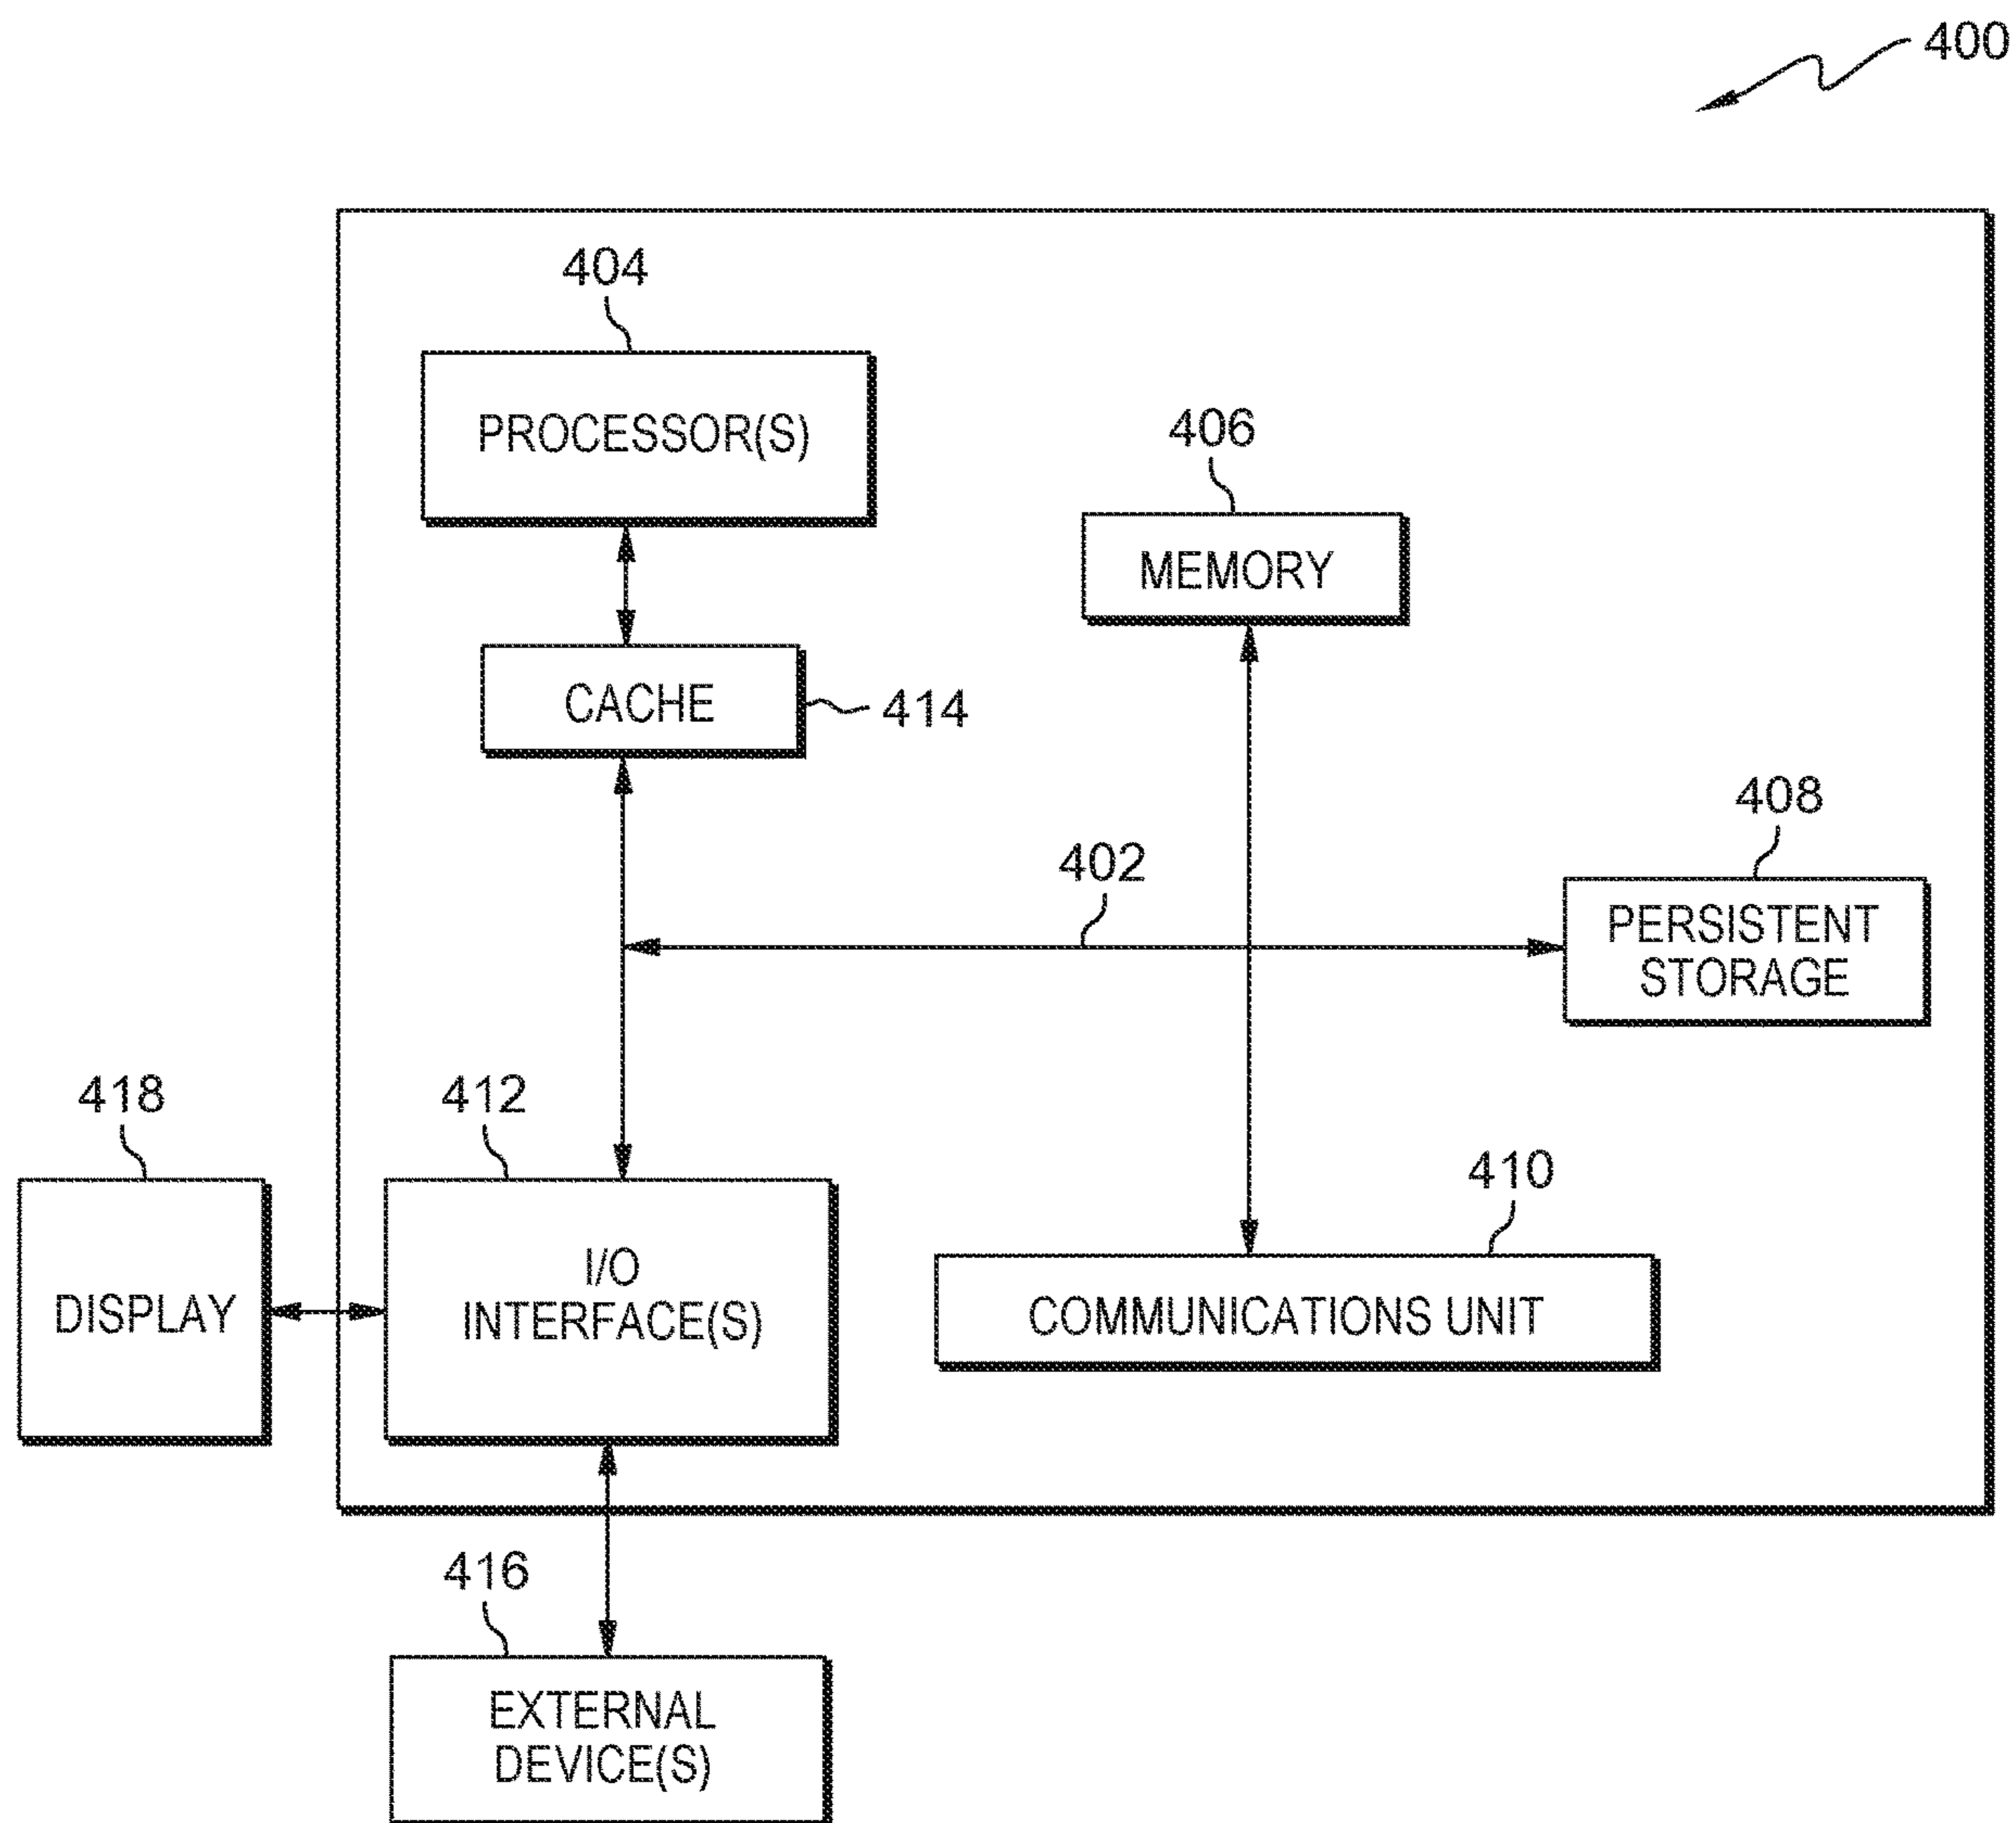 400
404
PROCESSOR(S)
406
MEMORY
CACHE
414
408
402
PERSISTENT
STORAGE
418
412
410
DISPLAY
I/O
INTERFACE(S)
COMMUNICATIONS UNIT
416
EXTERNAL
DEVICE(S)